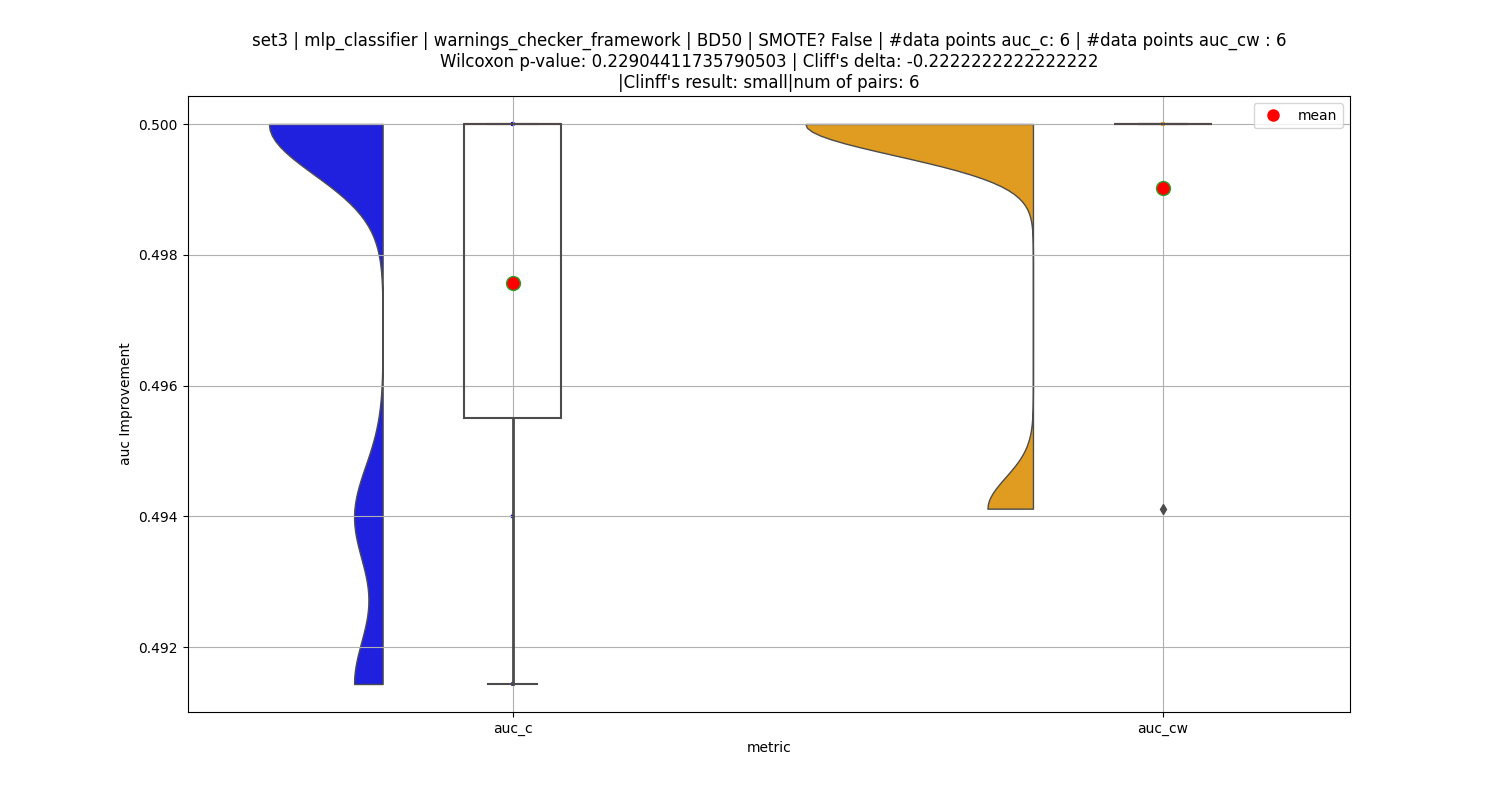 set3 | mlp_classifier | warnings_checker_framework | BD50 | SMOTE? False | #data points auc_c: 6 | #data points auc_cw : 6
Wilcoxon p-value: 0.22904411735790503 | Cliff's delta: -0.2222222222222222
|Clinff's result: small|num of pairs: 6
mean
0.500
0.498
0.496
0.494
0.492
auc Improvement
auc_c
auc_cw
metric